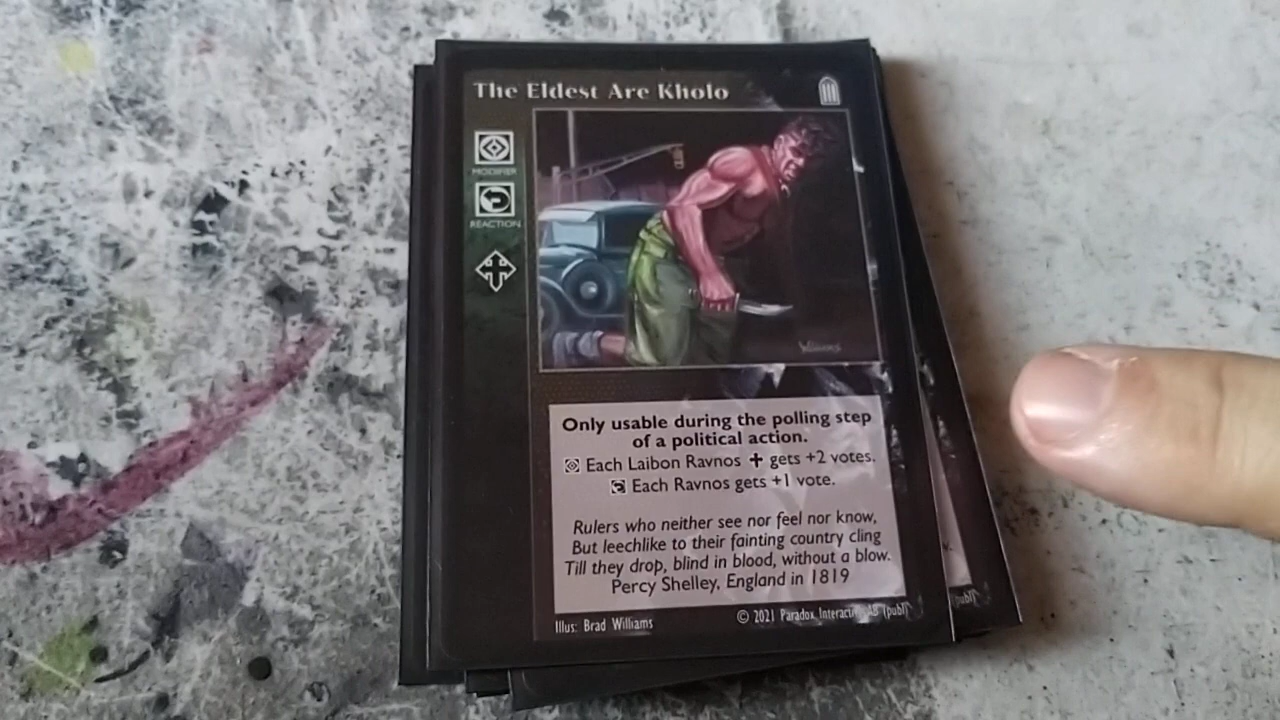 The Eldest Are Kholo
MODIFIER
REACTION
Williams
Only usable during the polling step
of a political action.
Each Laibon Ravnos gets +2 votes.
Each Ravnos gets +1 vote.
Rulers who neither see nor feel nor know,
But leechlike to their fainting country cling
Till they drop, blind in blood, without a blow.
Percy Shelley, England in 1819
Illus: Brad Williams
© 2021 Paradox Interactive AB (publ)
publ)